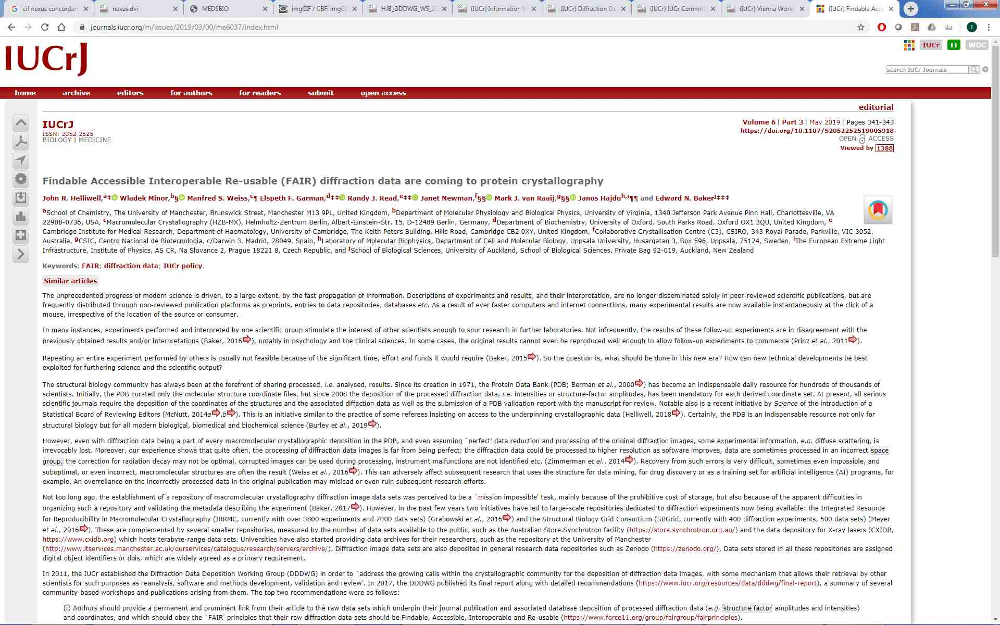 cif nexus concordan
nexus.dvi
MEDSBIO
imgCIF / CBF: imgCI
HJB_DDDWG_WS_22
(IUCr) Information M
(IUCr) Diffraction Da
(IUCr) IUCr Committ
(IUCr) Vienna Works
(IUCr) Findable Acce
journals.iucr.org/m/issues/2019/03/00/me6037/index.html
IUCrJ
IUCr IT WDC
search IUCr Journals
home archive editors for authors for readers submit open access
editorial
IUCrJ
ISSN: 2052-2525
BIOLOGY | MEDICINE
Volume 6 | Part 3 | May 2019 | Pages 341-343
https://doi.org/10.1107/S2052252519005918
OPEN ACCESS
Viewed by 1388
Findable Accessible Interoperable Re-usable (FAIR) diffraction data are coming to protein crystallography
John R. Helliwell,a‡ Wladek Minor,b§ Manfred S. Weiss,c¶ Elspeth F. Garman,d‡‡ Randy J. Read,e‡‡ Janet Newman,f§§ Mark J. van Raaij,g§§ Janos Hajduh,i¶¶ and Edward N. Bakerj‡‡‡
aSchool of Chemistry, The University of Manchester, Brunswick Street, Manchester M13 9PL, United Kingdom, bDepartment of Molecular Physiology and Biological Physics, University of Virginia, 1340 Jefferson Park Avenue Pinn Hall, Charlottesville, VA
22908-0736, USA, cMacromolecular Crystallography (HZB-MX), Helmholtz-Zentrum Berlin, Albert-Einstein-Str. 15, D-12489 Berlin, Germany, dDepartment of Biochemistry, University of Oxford, South Parks Road, Oxford OX1 3QU, United Kingdom, e
Cambridge Institute for Medical Research, Department of Haematology, University of Cambridge, The Keith Peters Building, Hills Road, Cambridge CB2 0XY, United Kingdom, fCollaborative Crystallisation Centre (C3), CSIRO, 343 Royal Parade, Parkville, VIC 3052,
Australia, gCSIC, Centro Nacional de Biotecnologia, c/Darwin 3, Madrid, 28049, Spain, hLaboratory of Molecular Biophysics, Department of Cell and Molecular Biology, Uppsala University, Husargatan 3, Box 596, Uppsala, 75124, Sweden, iThe European Extreme Light
Infrastructure, Institute of Physics, AS CR, Na Slovance 2, Prague 18221 8, Czech Republic, and jSchool of Biological Sciences, University of Auckland, School of Biological Sciences, Private Bag 92-019, Auckland, New Zealand
Keywords: FAIR; diffraction data; IUCr policy.
Similar articles
The unprecedented progress of modern science is driven, to a large extent, by the fast propagation of information. Descriptions of experiments and results, and their interpretation, are no longer disseminated solely in peer-reviewed scientific publications, but are
frequently distributed through non-reviewed publication platforms as preprints, entries to data repositories, databases etc. As a result of ever faster computers and internet connections, many experimental results are now available instantaneously at the click of a
mouse, irrespective of the location of the source or consumer.
In many instances, experiments performed and interpreted by one scientific group stimulate the interest of other scientists enough to spur research in further laboratories. Not infrequently, the results of these follow-up experiments are in disagreement with the
previously obtained results and/or interpretations (Baker, 2016), notably in psychology and the clinical sciences. In some cases, the original results cannot even be reproduced well enough to allow follow-up experiments to commence (Prinz et al., 2011).
Repeating an entire experiment performed by others is usually not feasible because of the significant time, effort and funds it would require (Baker, 2015). So the question is, what should be done in this new era? How can new technical developments be best
exploited for furthering science and the scientific output?
The structural biology community has always been at the forefront of sharing processed, i.e. analysed, results. Since its creation in 1971, the Protein Data Bank (PDB; Berman et al., 2000) has become an indispensable daily resource for hundreds of thousands of
scientists. Initially, the PDB curated only the molecular structure coordinate files, but since 2008 the deposition of the processed diffraction data, i.e. intensities or structure-factor amplitudes, has been mandatory for each derived coordinate set. At present, all serious
scientific journals require the deposition of the coordinates of the structures and the associated diffaction data as well as the submission of a PDB validation report with the manuscript for review. Notable also is a recent initiative by Science of the introduction of a
Statistical Board of Reviewing Editors (McNutt, 2014a,b). This is an initiative similar to the practice of some referees insisting on access to the underpinning crystallographic data (Helliwell, 2018). Certainly, the PDB is an indispensable resource not only for
structural biology but for all modern biological, biomedical and biochemical science (Burley et al., 2019).
However, even with diffraction data being a part of every macromolecular crystallographic deposition in the PDB, and even assuming `perfect' data reduction and processing of the original diffraction images, some experimental information, e.g. diffuse scattering, is
irrevocably lost. Moreover, our experience shows that quite often, the processing of diffraction data images is far from being perfect: the diffraction data could be processed to higher resolution as software improves, data are sometimes processed in an incorrect space
group, the correction for radiation decay may not be optimal, corrupted images can be used during processing, instrument malfunctions are not identified etc. (Zimmerman et al., 2014). Recovery from such errors is very difficult, sometimes even impossible, and
suboptimal, or even incorrect, macromolecular structures are often the result (Weiss et al., 2016). This can adversely affect subsequent research that uses the structure for data mining, for drug discovery or as a training set for artificial intelligence (AI) programs, for
example. An overreliance on the incorrectly processed data in the original publication may mislead or even ruin subsequent research efforts.
Not too long ago, the establishment of a repository of macromolecular crystallography diffraction image data sets was perceived to be a `mission impossible' task, mainly because of the prohibitive cost of storage, but also because of the apparent difficulties in
organizing such a repository and validating the metadata describing the experiment (Baker, 2017). However, in the past few years two initiatives have led to large-scale repositories dedicated to diffraction experiments now being available: the Integrated Resource
for Reproducibility in Macromolecular Crystallography (IRRMC, currently with over 3800 experiments and 7000 data sets) (Grabowski et al., 2016) and the Structural Biology Grid Consortium (SBGrid, currently with 400 diffraction experiments, 500 data sets) (Meyer
et al., 2016). These are complemented by several smaller repositories, measured by the number of data sets available to the public, such as the Australian Store.Synchrotron facility (https://store.synchrotron.org.au/) and the data depository for X-ray lasers (CXIDB,
https://www.cxidb.org) which hosts terabyte-range data sets. Universities have also started providing data archives for their researchers, such as the repository at the University of Manchester
(http://www.itservices.manchester.ac.uk/ourservices/catalogue/research/servers/archive/). Diffraction image data sets are also deposited in general research data repositories such as Zenodo (https://zenodo.org/). Data sets stored in all these repositories are assigned
digital object identifiers or dois, which are widely agreed as a primary requirement.
In 2011, the IUCr established the Diffraction Data Deposition Working Group (DDDWG) in order to `address the growing calls within the crystallographic community for the deposition of diffraction data images, with some mechanism that allows their retrieval by other
scientists for such purposes as reanalysis, software and methods development, validation and review'. In 2017, the DDDWG published its final report along with detailed recommendations (https://www.iucr.org/resources/data/dddwg/final-report), a summary of several
community-based workshops and publications arising from them. The top two recommendations were as follows:
(i) Authors should provide a permanent and prominent link from their article to the raw data sets which underpin their journal publication and associated database deposition of processed diffraction data (e.g. structure factor amplitudes and intensities)
and coordinates, and which should obey the `FAIR' principles that their raw diffraction data sets should be Findable, Accessible, Interoperable and Re-usable (https://www.force11.org/group/fairgroup/fairprinciples).